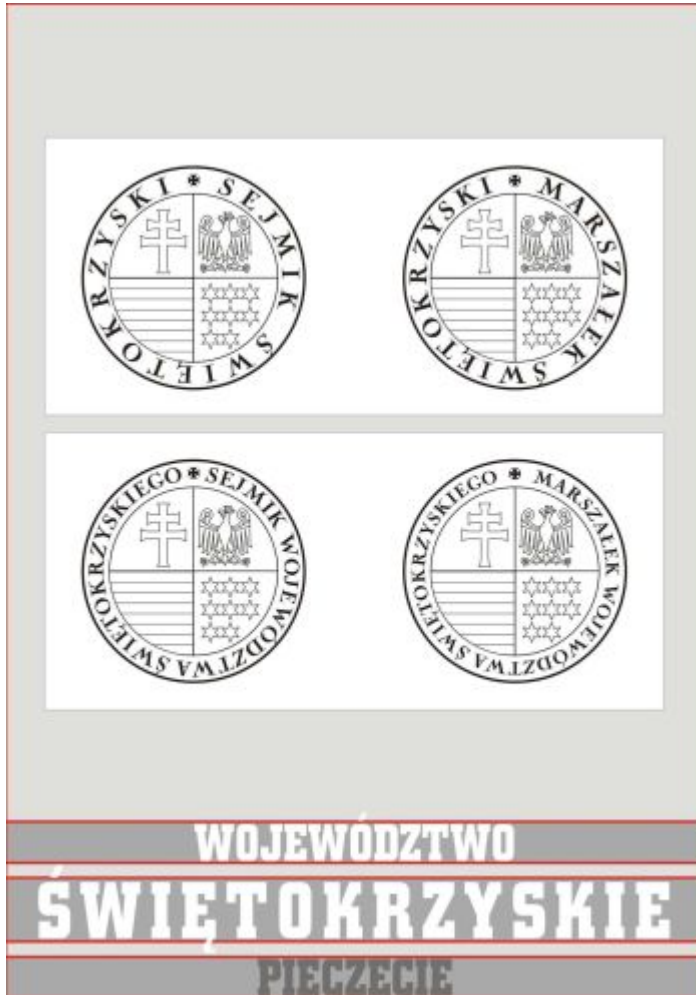 ✠ SEJMIK ŚWIĘTOKRZYSKI
✠ MARSZAŁEK ŚWIĘTOKRZYSKI
✠ SEJMIK WOJEWÓDZTWA ŚWIĘTOKRZYSKIEGO
✠ MARSZAŁEK WOJEWÓDZTWA ŚWIĘTOKRZYSKIEGO
WOJEWÓDZTWO
ŚWIĘTOKRZYSKIE
PIECZĘCIE